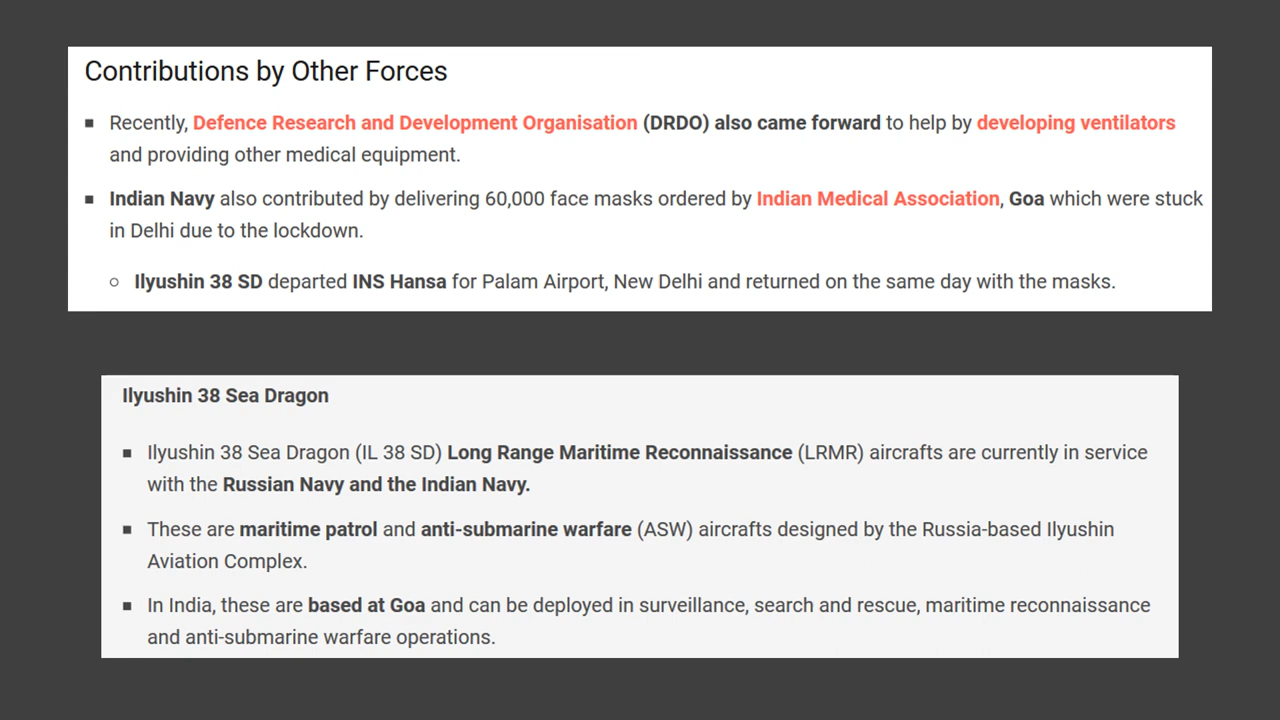 Contributions by Other Forces
▪ Recently, Defence Research and Development Organisation (DRDO) also came forward to help by developing ventilators
and providing other medical equipment.
▪ Indian Navy also contributed by delivering 60,000 face masks ordered by Indian Medical Association, Goa which were stuck
in Delhi due to the lockdown.
○ Ilyushin 38 SD departed INS Hansa for Palam Airport, New Delhi and returned on the same day with the masks.
Ilyushin 38 Sea Dragon
▪ Ilyushin 38 Sea Dragon (IL 38 SD) Long Range Maritime Reconnaissance (LRMR) aircrafts are currently in service
with the Russian Navy and the Indian Navy.
▪ These are maritime patrol and anti-submarine warfare (ASW) aircrafts designed by the Russia-based Ilyushin
Aviation Complex.
▪ In India, these are based at Goa and can be deployed in surveillance, search and rescue, maritime reconnaissance
and anti-submarine warfare operations.